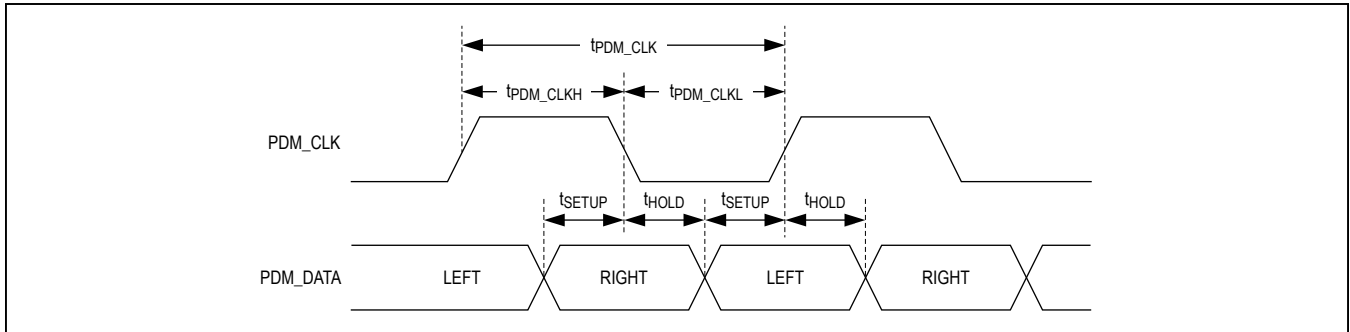 tPDM_CLK
tPDM_CLKH tPDM_CLKL
PDM_CLK
tSETUP tHOLD tSETUP tHOLD
PDM_DATA LEFT RIGHT LEFT RIGHT